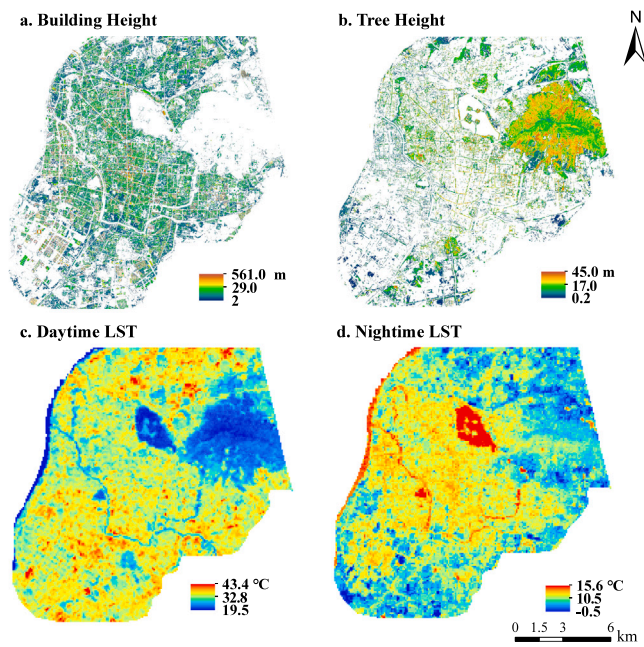 a. Building Height
b. Tree Height
N
561.0 m
29.0
2
45.0 m
17.0
0.2
c. Daytime LST
d. Nightime LST
43.4 °C
32.8
19.5
15.6 °C
10.5
-0.5
0 1.5 3 6
km